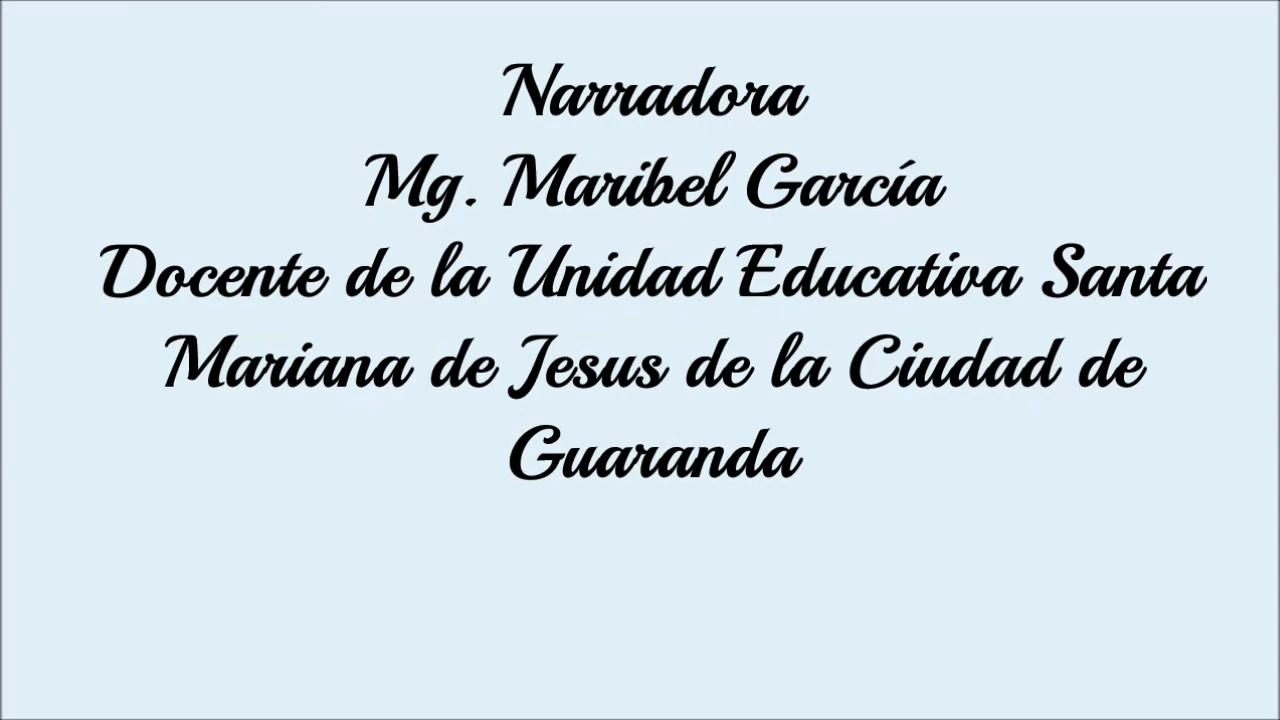 Narradora
Mg. Maribel García
Docente de la Unidad Educativa Santa
Mariana de Jesus de la Ciudad de
Guaranda